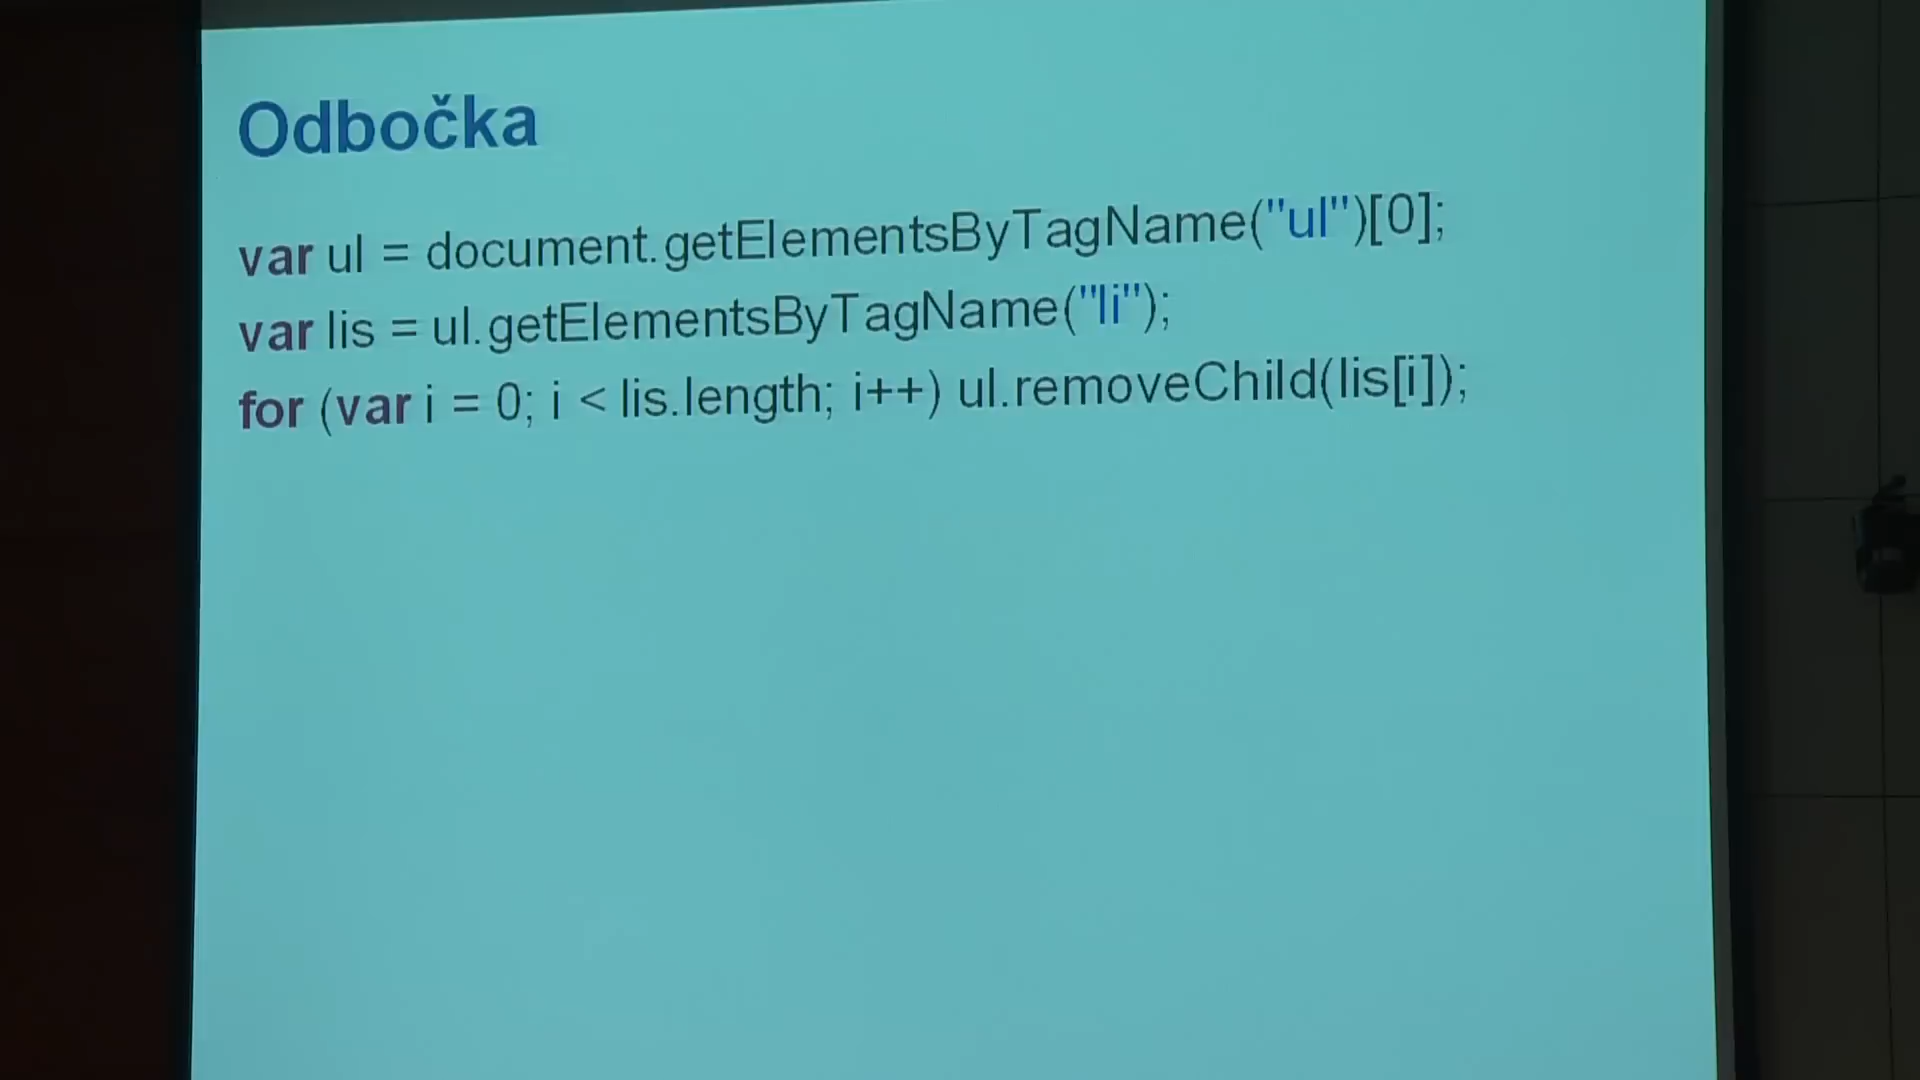 Odbočka
var ul = document.getElementsByTagName("ul")[0];
var lis = ul.getElementsByTagName("li");
for (var i = 0; i < lis.length; i++) ul.removeChild(lis[i]);